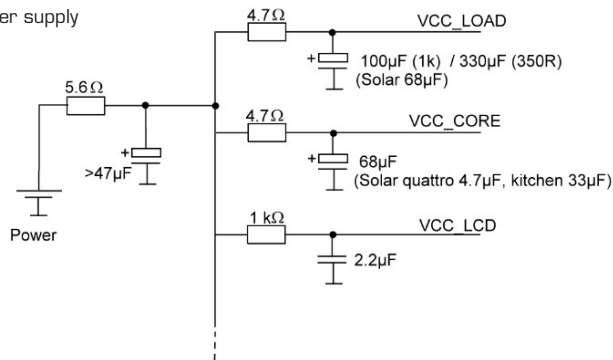 er supply
4.7Ω
VCC_LOAD
100µF (1k) / 330µF (350R)
(Solar 68µF)
5.6Ω
>47µF
Power
4.7Ω
VCC_CORE
68µF
(Solar quattro 4.7µF, kitchen 33µF)
1 kΩ
VCC_LCD
2.2µF